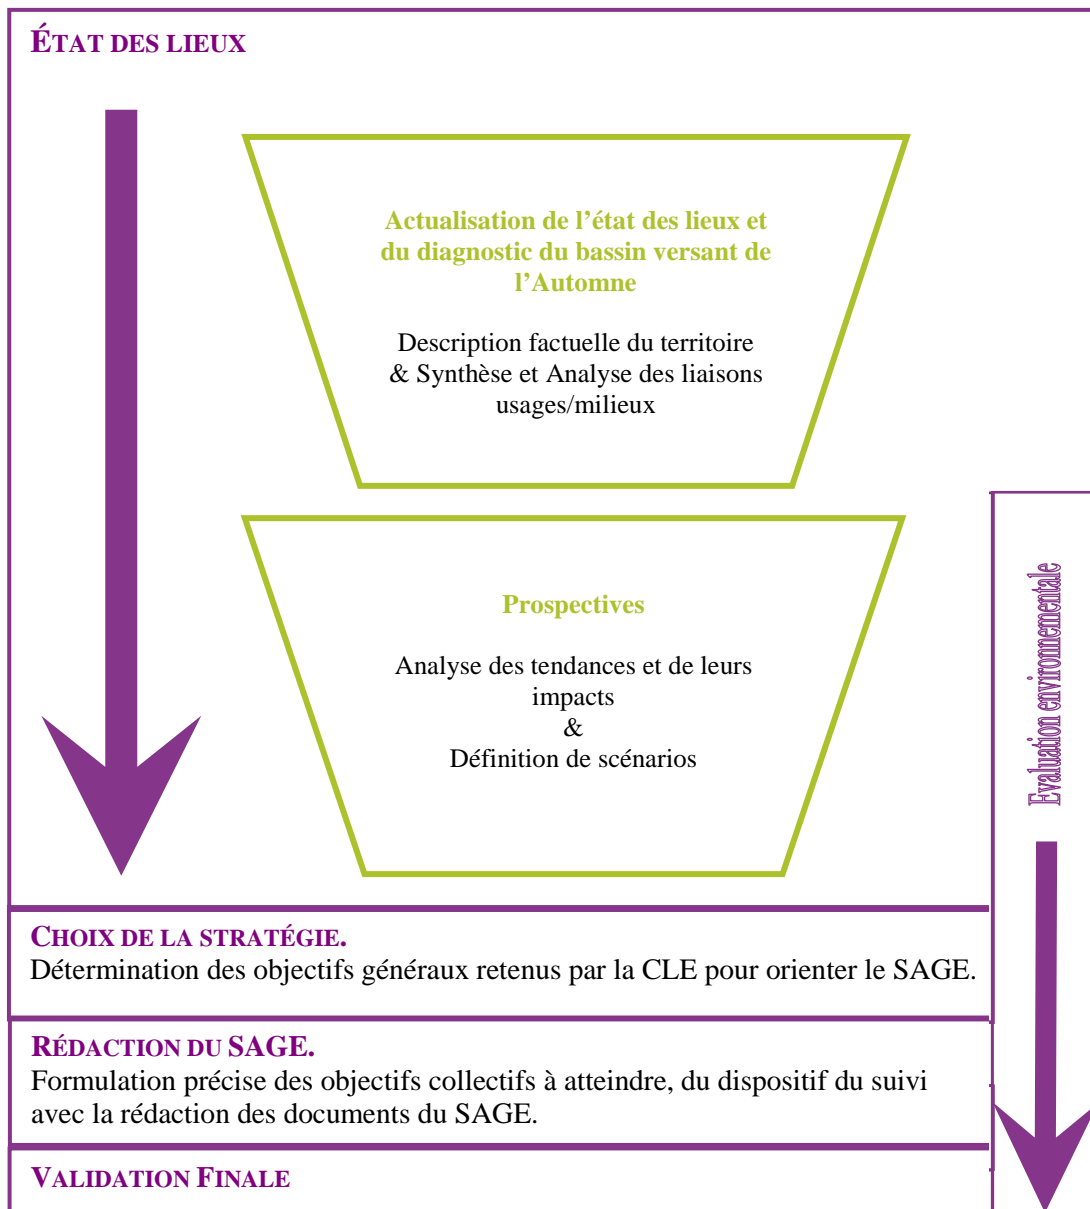 ÉTAT DES LIEUX
Actualisation de l’état des lieux et
du diagnostic du bassin versant de
l’Automne
Description factuelle du territoire
& Synthèse et Analyse des liaisons
usages/milieux
Prospectives
Analyse des tendances et de leurs
impacts
&
Définition de scénarios
Evaluation environnementale
CHOIX DE LA STRATÉGIE.
Détermination des objectifs généraux retenus par la CLE pour orienter le SAGE.
RÉDACTION DU SAGE.
Formulation précise des objectifs collectifs à atteindre, du dispositif du suivi
avec la rédaction des documents du SAGE.
VALIDATION FINALE